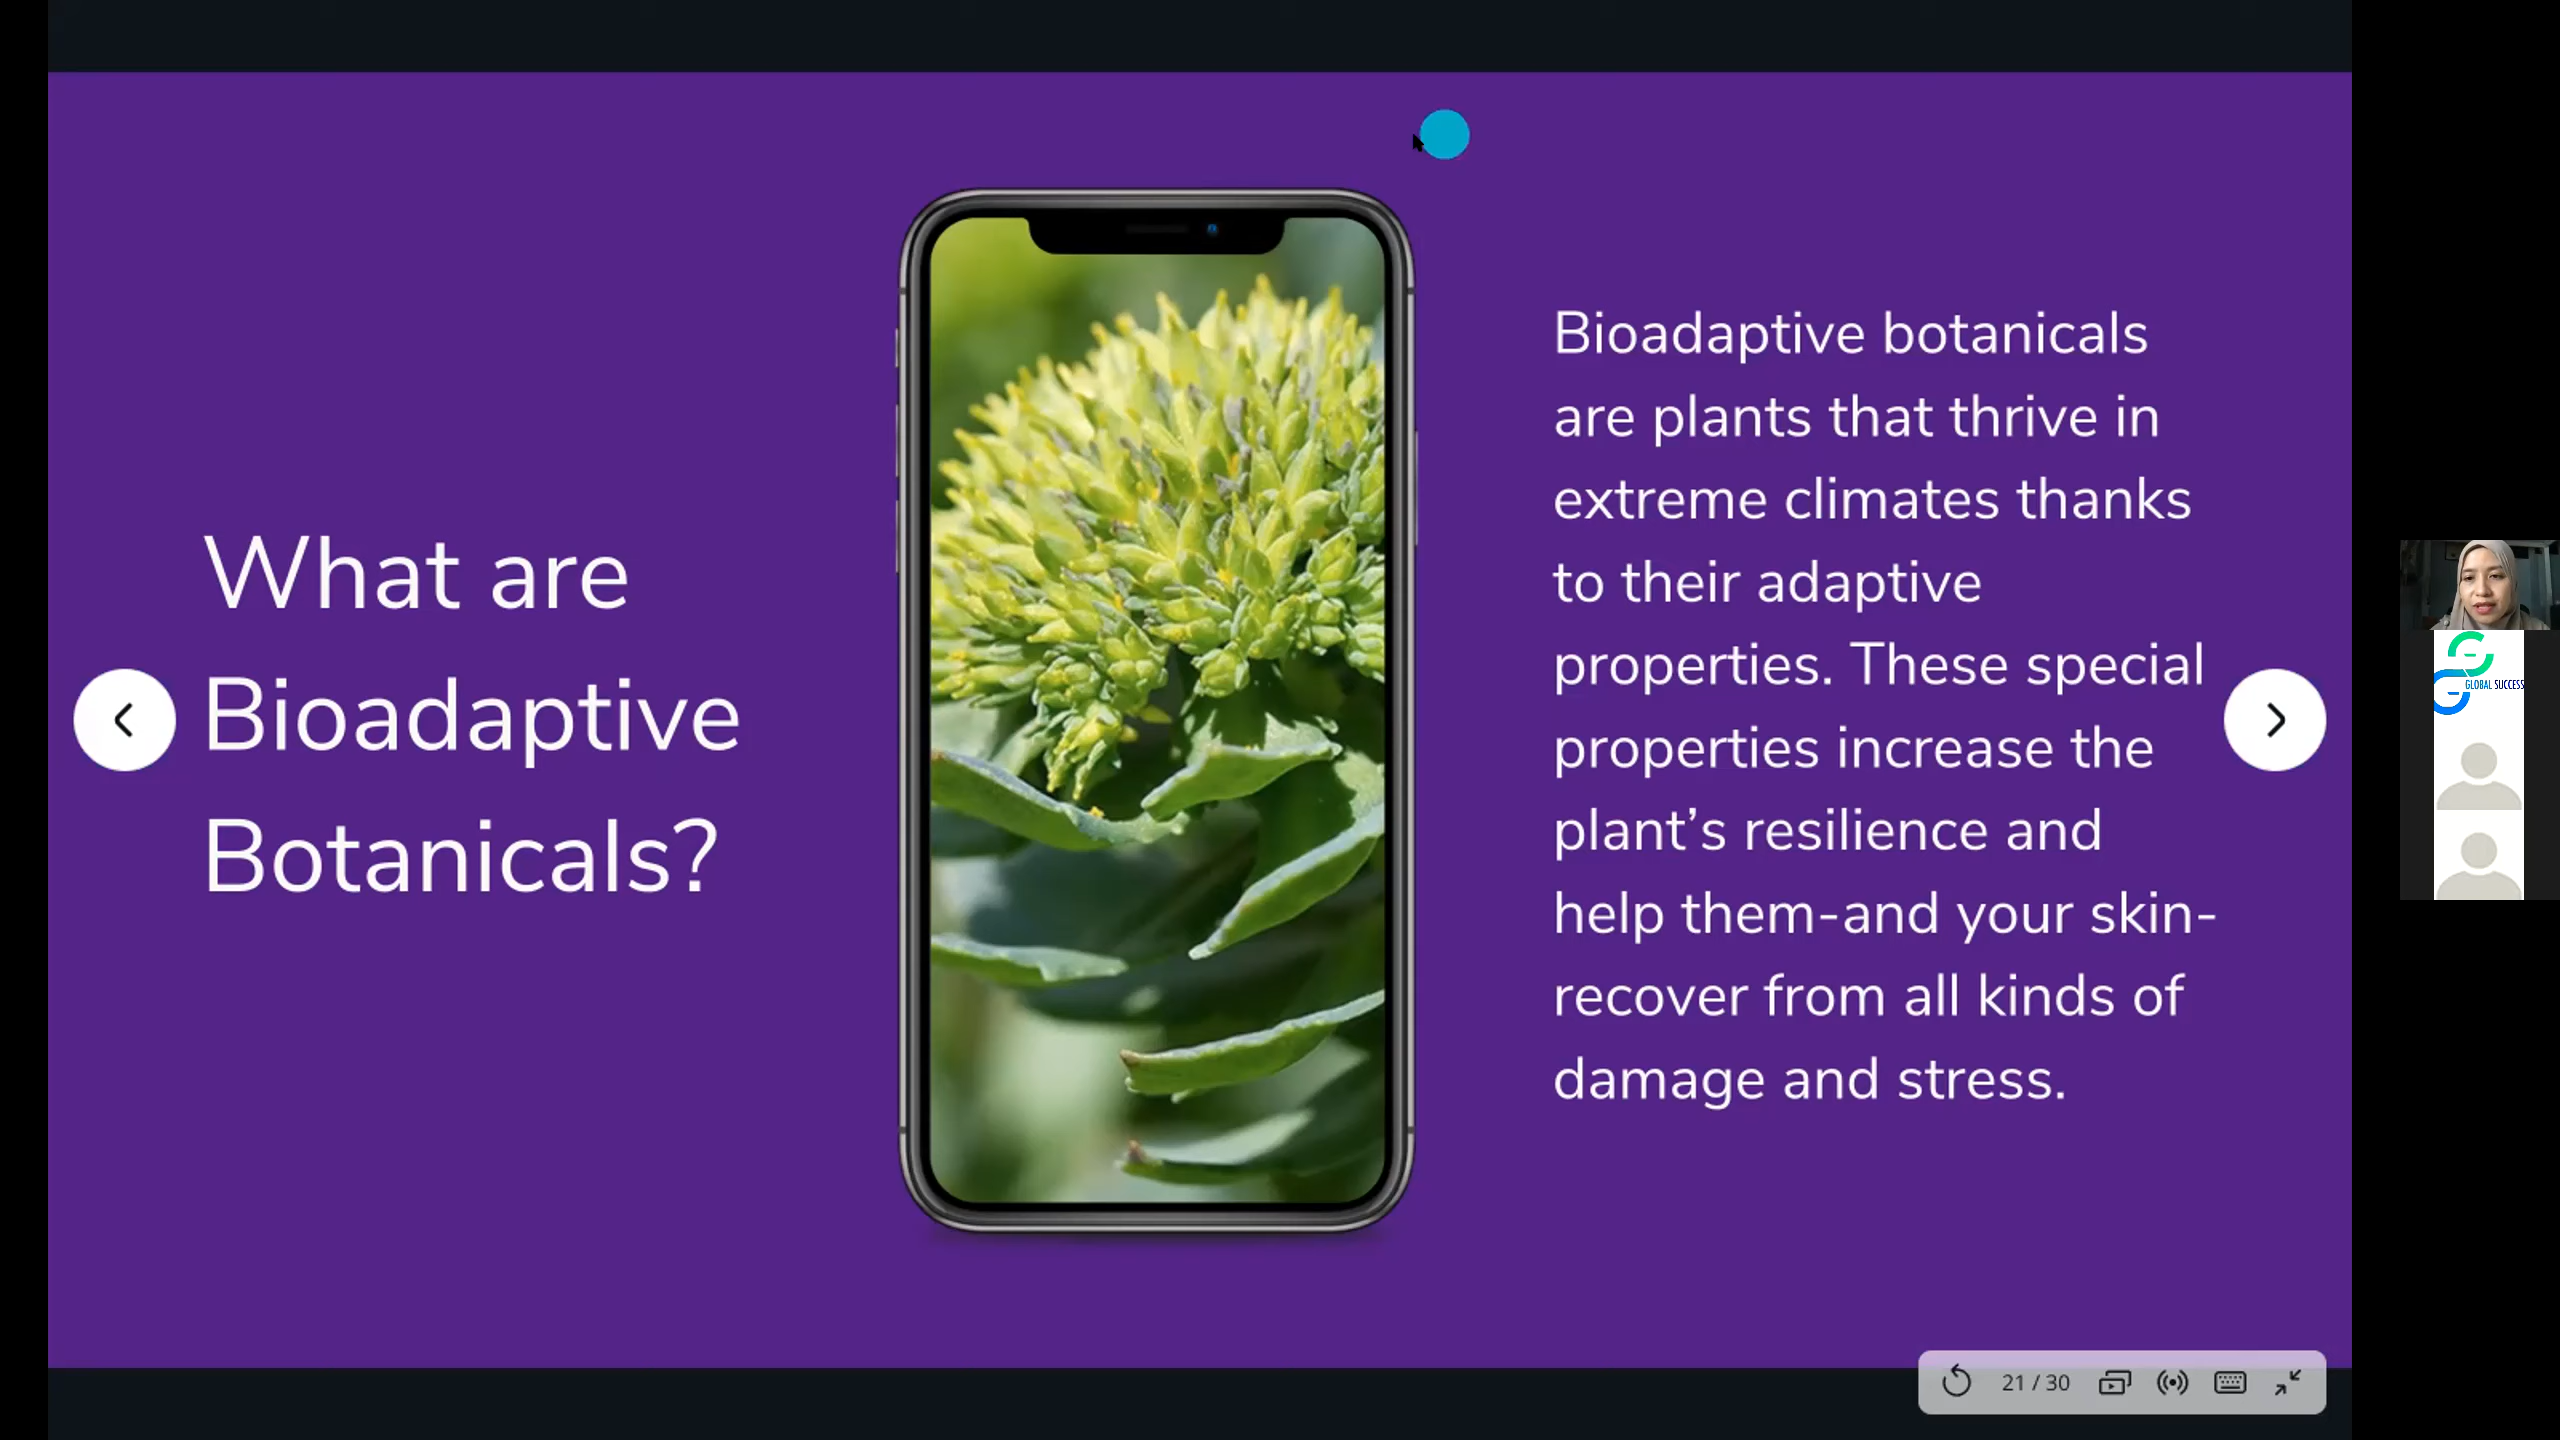 What are
Bioadaptive
Botanicals?
Bioadaptive botanicals
are plants that thrive in
extreme climates thanks
to their adaptive
properties. These special
properties increase the
plant’s resilience and
help them-and your skin-
recover from all kinds of
damage and stress.
GLOBAL SUCCESS
21 / 30